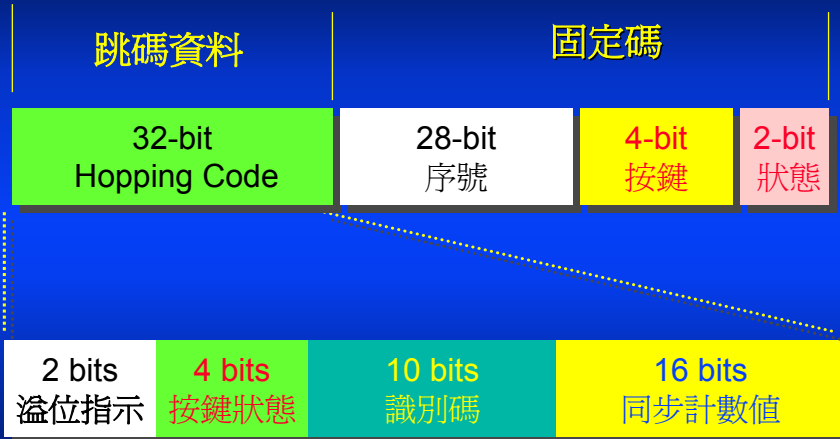 跳碼資料
固定碼
32-bit
Hopping Code
28-bit
序號
4-bit
按鍵
2-bit
狀態
2 bits
溢位指示
4 bits
按鍵狀態
10 bits
識別碼
16 bits
同步計數值